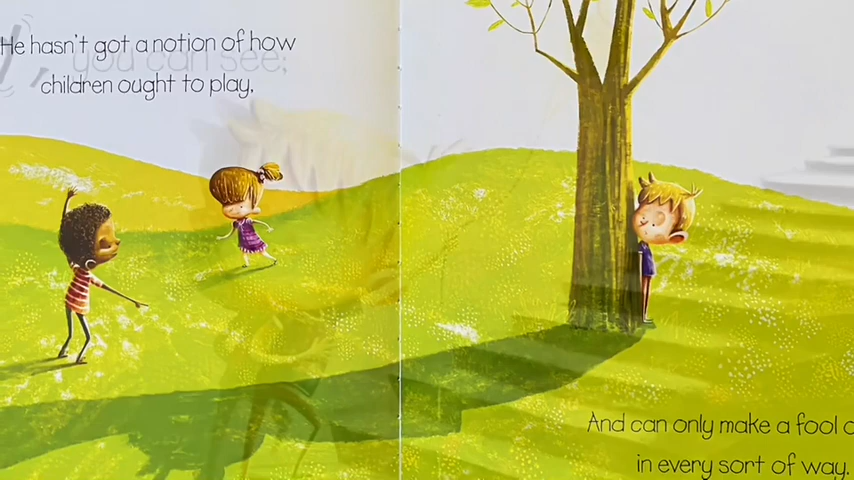 He hasn't got a notion of how
you can see;
children ought to play,
And can only make a fool o
in every sort of way.